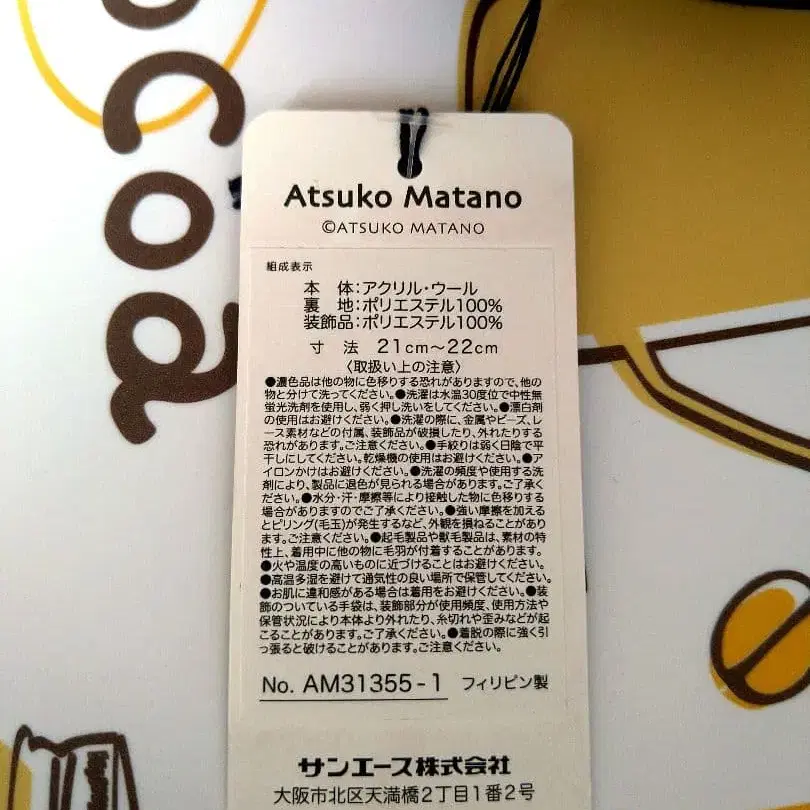 cocoa
Atsuko Matano
©ATSUKO MATANO
組成表示
本　体:アクリル・ウール
裏　地:ポリエステル100%
装飾品:ポリエステル100%
寸　法　21cm～22cm
〈取扱い上の注意〉
●濃色品は他の物に色移りする恐れがありますので、他の
物と分けて洗ってください。●洗濯は水温30度位で中性無
蛍光洗剤を使用し、弱く押し洗いをしてください。●漂白剤
の使用はお避けください。●洗濯の際に、金属やビーズ、レ
ース素材などの付属、装飾品が破損したり、外れたりする
恐れがあります。ご注意ください。●手絞りは弱く日陰で平
干しにしてください。乾燥機の使用はお避けください。●ア
イロンかけはお避けください。●洗濯の頻度や使用する洗
剤により、製品に退色が見られる場合があります。ご了承くだ
さい。●水分・汗・摩擦等により接触した物に色移りする
場合がありますのでご了承ください。●強い摩擦を加える
とピリング(毛玉)が発生するなど、外観を損ねることがあり
ます。ご注意ください。●起毛製品や獣毛製品は、素材の特
性上、着用中に他の物に毛羽が付着することがあります。
●火や温度の高いものに近づけることはお避けください。
●高温多湿を避けて通気性の良い場所で保管してください。
●お肌に違和感がある場合は着用をお避けください。●装
飾のついている手袋は、装飾部分が使用頻度、使用方法や
保管状況により本体より外れたり、糸切れや歪みなどが起
こることがあります。ご了承ください。●着脱の際に強く引
っ張ると破けることがあります。ご注意ください。
No. AM31355-1　フィリピン製
サンエース株式会社
大阪市北区天満橋2丁目1番2号